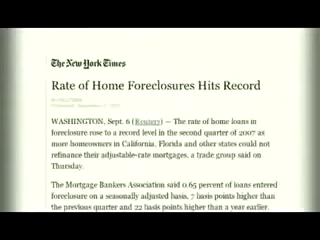 The New York Times
Rate of Home Foreclosures Hits Record
WASHINGTON, Sept. 6 (Reuters) — The rate of home loans in
foreclosure rose to a record level in the second quarter of 2007 as
more homeowners in California, Florida and other states could not
refinance their adjustable-rate mortgages, a trade group said on
Thursday.
The Mortgage Bankers Association said 0.65 percent of loans entered
foreclosure on a seasonally adjusted basis, 7 basis points higher than
the previous quarter and 22 basis points higher than a year earlier.